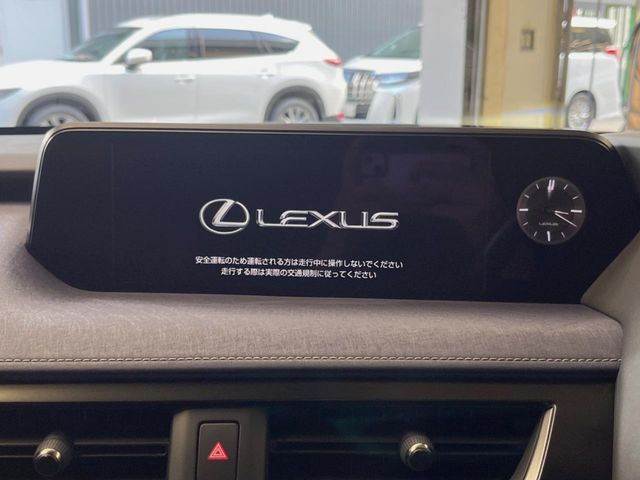 LEXUS
安全運転のため運転される方は走行中に操作しないでください
走行する際は実際の交通規制に従ってください
LEXUS